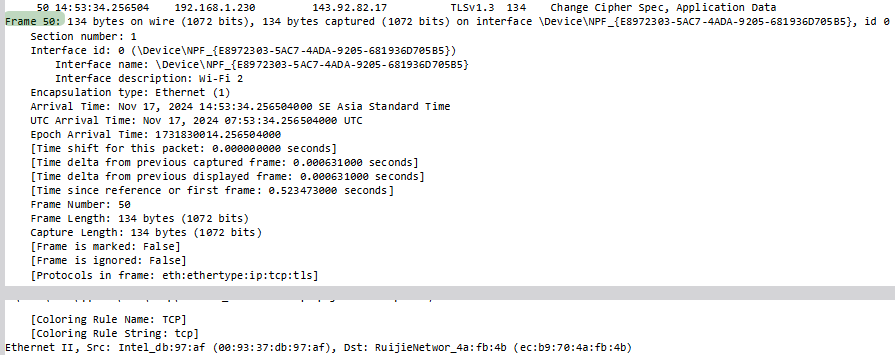 50 14:53:34.256504 192.168.1.230 143.92.82.17 TLSv1.3 134 Change Cipher Spec, Application Data
Frame 50: 134 bytes on wire (1072 bits), 134 bytes captured (1072 bits) on interface \Device\NPF_{E8972303-5AC7-4ADA-9205-681936D705B5}, id 0
Section number: 1
Interface id: 0 (\Device\NPF_{E8972303-5AC7-4ADA-9205-681936D705B5})
Interface name: \Device\NPF_{E8972303-5AC7-4ADA-9205-681936D705B5}
Interface description: Wi-Fi 2
Encapsulation type: Ethernet (1)
Arrival Time: Nov 17, 2024 14:53:34.256504000 SE Asia Standard Time
UTC Arrival Time: Nov 17, 2024 07:53:34.256504000 UTC
Epoch Arrival Time: 1731830014.256504000
[Time shift for this packet: 0.000000000 seconds]
[Time delta from previous captured frame: 0.000631000 seconds]
[Time delta from previous displayed frame: 0.000631000 seconds]
[Time since reference or first frame: 0.523473000 seconds]
Frame Number: 50
Frame Length: 134 bytes (1072 bits)
Capture Length: 134 bytes (1072 bits)
[Frame is marked: False]
[Frame is ignored: False]
[Protocols in frame: eth:ethertype:ip:tcp:tls]
[Coloring Rule Name: TCP]
[Coloring Rule String: tcp]
Ethernet II, Src: Intel_db:97:af (00:93:37:db:97:af), Dst: RuijieNetwor_4a:fb:4b (ec:b9:70:4a:fb:4b)